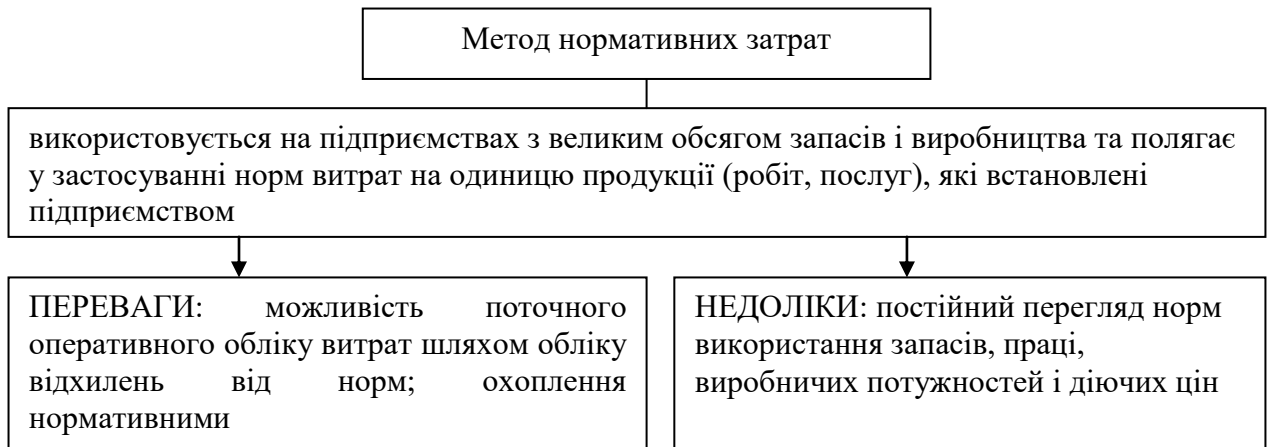 Метод нормативних затрат
використовується на підприємствах з великим обсягом запасів і виробництва та полягає
у застосуванні норм витрат на одиницю продукції (робіт, послуг), які встановлені
підприємством
ПЕРЕВАГИ: можливість поточного
оперативного обліку витрат шляхом обліку
відхилень від норм; охоплення
нормативними
НЕДОЛІКИ: постійний перегляд норм
використання запасів, праці,
виробничих потужностей і діючих цін